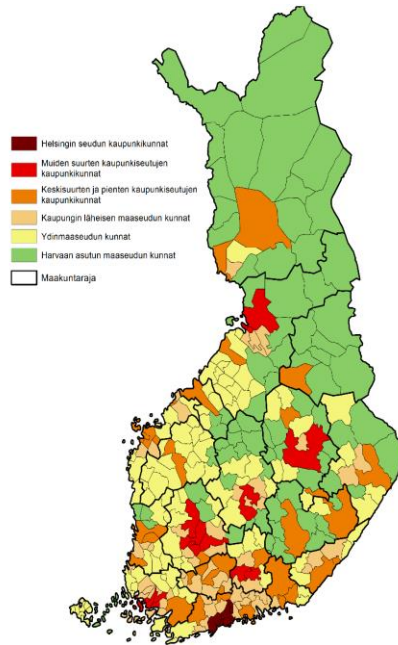 Helsingin seudun kaupunkikunnat
Muiden suurten kaupunkiseutujen
kaupunkikunnat
Keskisuurten ja pienten kaupunkiseutujen
kaupunkikunnat
Kaupungin läheisen maaseudun kunnat
Ydinmaaseudun kunnat
Harvaan asutun maaseudun kunnat
Maakuntaraja